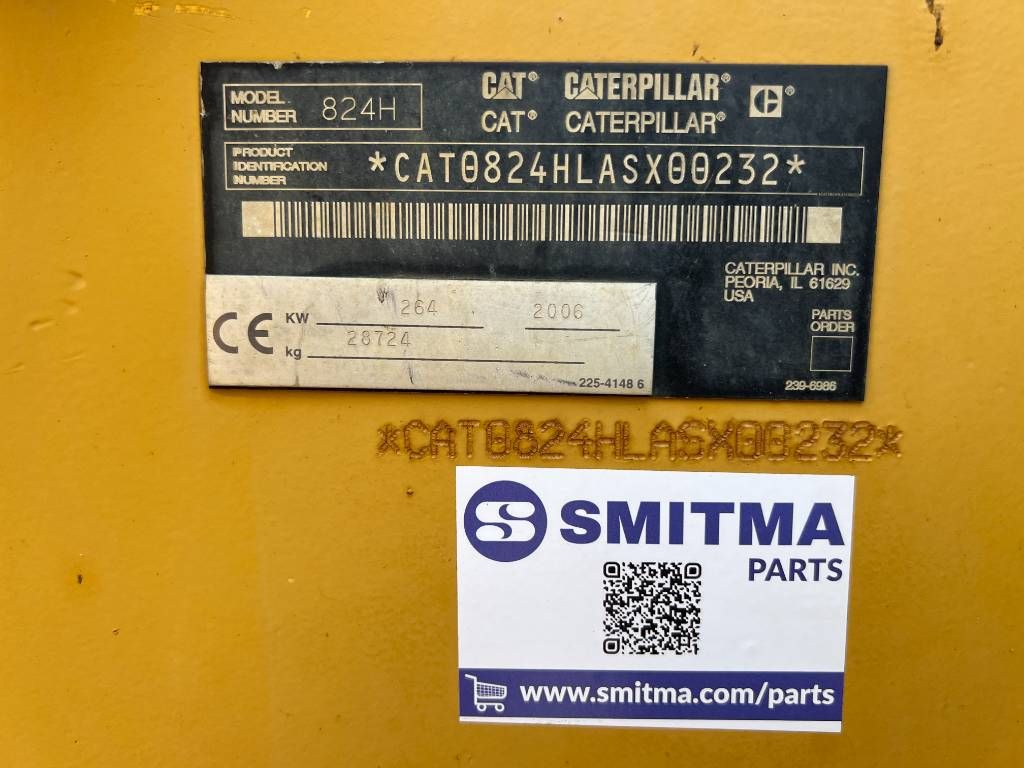 MODEL NUMBER 824H
CAT® CATERPILLAR® C®
CAT® CATERPILLAR®
PRODUCT IDENTIFICATION NUMBER *CAT0824HLASX00232*
CATERPILLAR INC.
PEORIA, IL 61629
USA
PARTS ORDER
239-6986
CE KW 264 2006
kg 28724
225-4148 6
*CAT0824HLASX00232*
S SMITMA
PARTS
www.smitma.com/parts